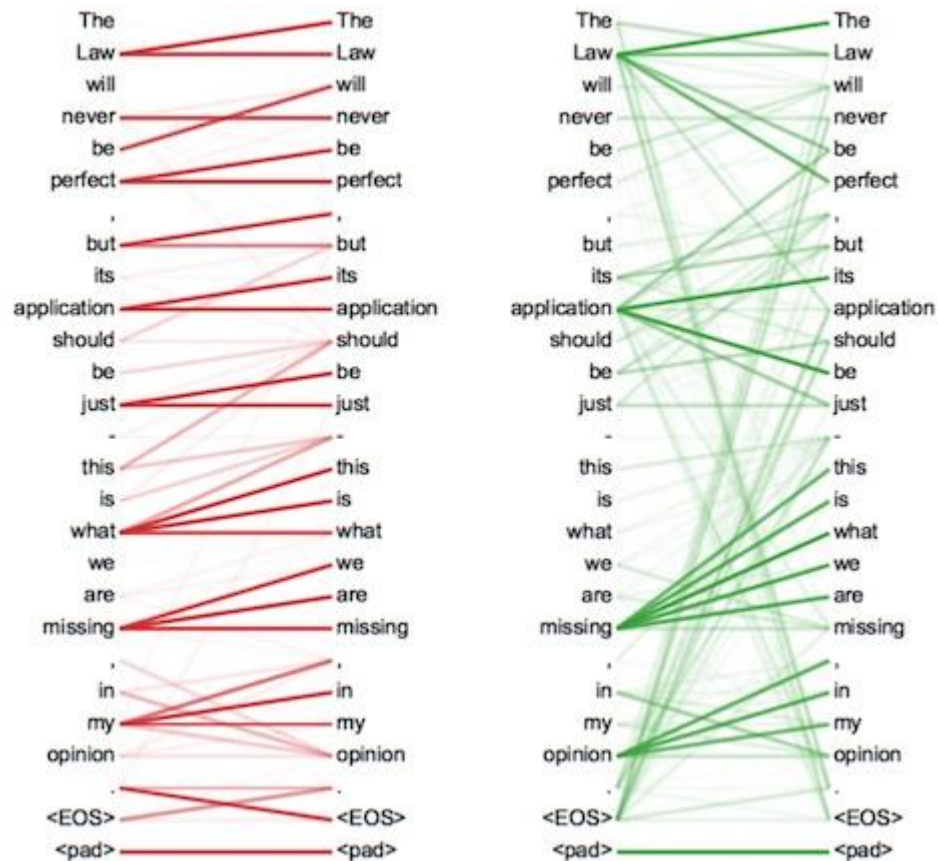 The The The The
Law Law Law Law
will will will will
never never never never
be be be be
perfect perfect perfect perfect
, , , ,
but but but but
its its its its
application application application application
should should should should
be be be be
just just just just
- - - -
this this this this
is is is is
what what what what
we we we we
are are are are
missing missing missing missing
, , , ,
in in in in
my my my my
opinion opinion opinion opinion
. . . .
<EOS> <EOS> <EOS> <EOS>
<pad> <pad> <pad> <pad>